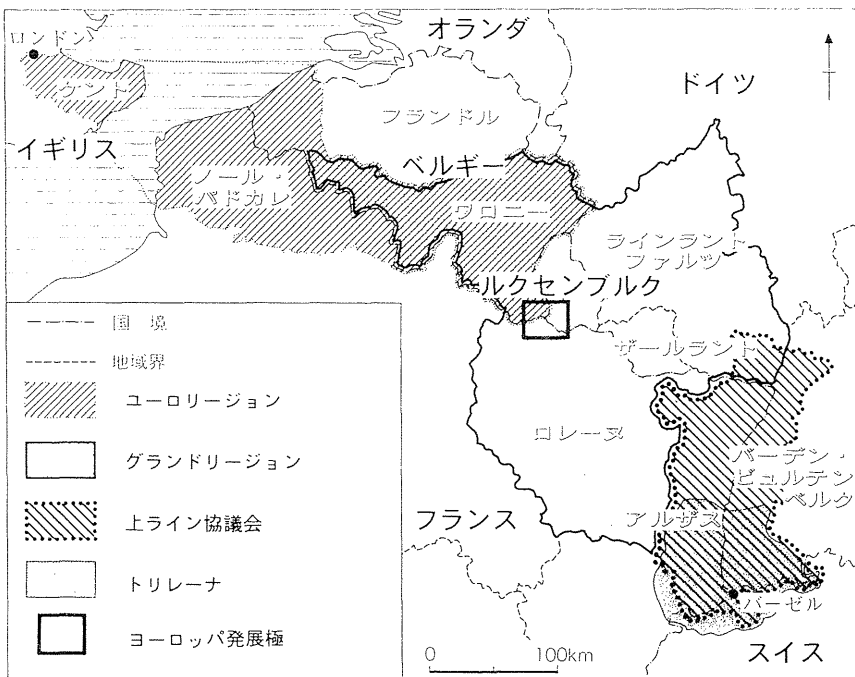 オランダ
ロンドン
ドイツ
ケント
フランドル
イギリス
ベルギー
ノール・
パドカレ
ワロニー
ラインラント
ファルツ
ルクセンブルク
ザールラント
国 境
地域界
ユーロリージョン
ロレーヌ
バーデン・
ビュルテン
ベルク
グランドリージョン
上ライン協議会
フランス
アルザス
トリレーナ
バーゼル
ヨーロッパ発展極
スイス
0 100km